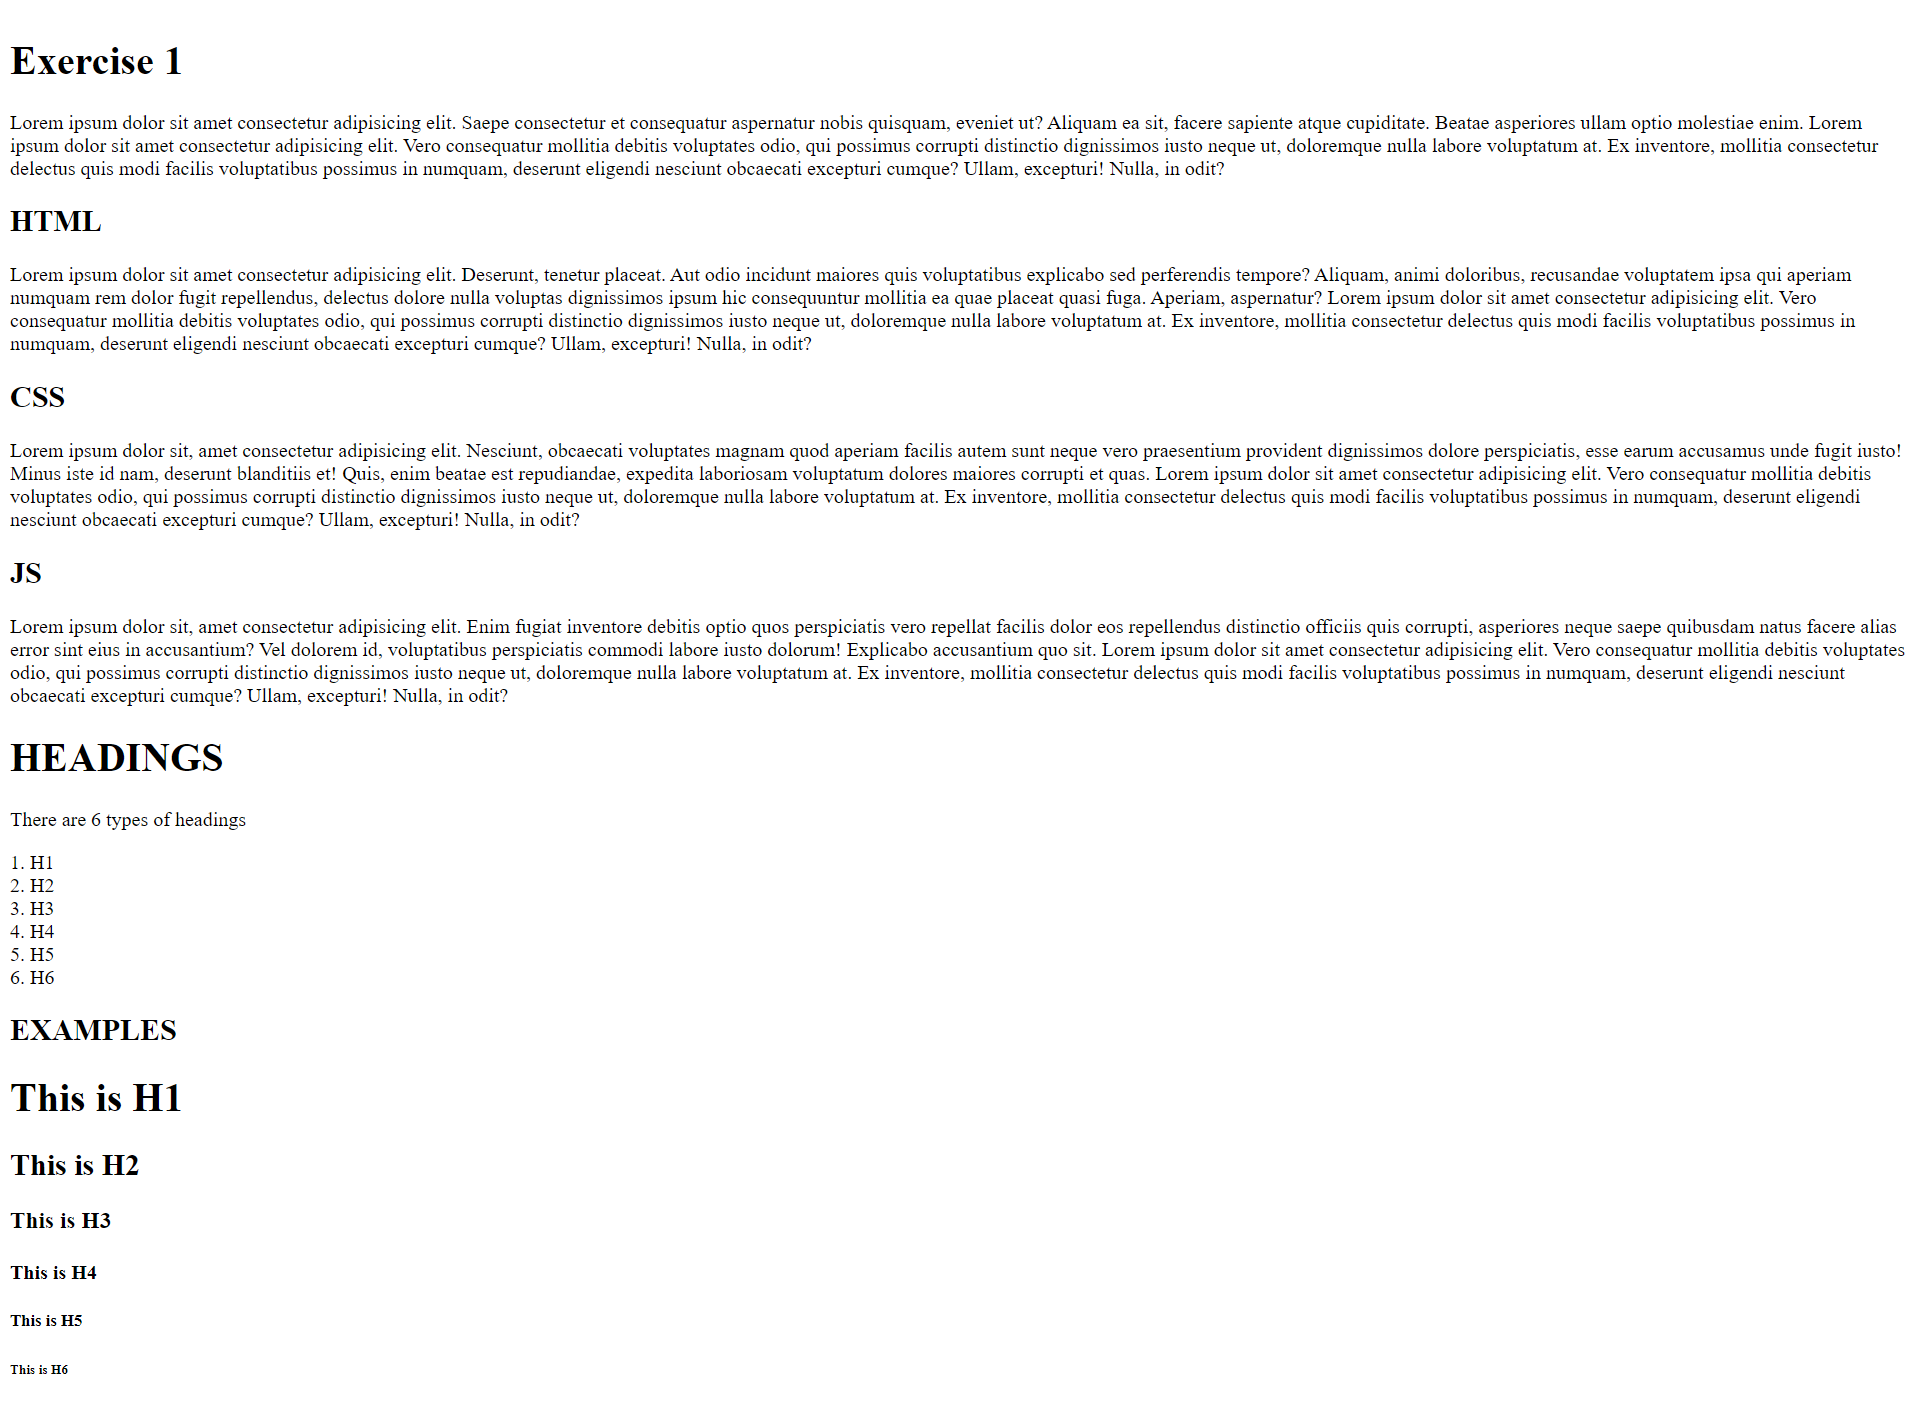 Exercise 1
Lorem ipsum dolor sit amet consectetur adipisicing elit. Saepe consectetur et consequatur aspernatur nobis quisquam, eveniet ut? Aliquam ea sit, facere sapiente atque cupiditate. Beatae asperiores ullam optio molestiae enim. Lorem
ipsum dolor sit amet consectetur adipisicing elit. Vero consequatur mollitia debitis voluptates odio, qui possimus corrupti distinctio dignissimos iusto neque ut, doloremque nulla labore voluptatum at. Ex inventore, mollitia consectetur
delectus quis modi facilis voluptatibus possimus in numquam, deserunt eligendi nesciunt obcaecati excepturi cumque? Ullam, excepturi! Nulla, in odit?
HTML
Lorem ipsum dolor sit amet consectetur adipisicing elit. Deserunt, tenetur placeat. Aut odio incidunt maiores quis voluptatibus explicabo sed perferendis tempore? Aliquam, animi doloribus, recusandae voluptatem ipsa qui aperiam
numquam rem dolor fugit repellendus, delectus dolore nulla voluptas dignissimos ipsum hic consequuntur mollitia ea quae placeat quasi fuga. Aperiam, aspernatur? Lorem ipsum dolor sit amet consectetur adipisicing elit. Vero
consequatur mollitia debitis voluptates odio, qui possimus corrupti distinctio dignissimos iusto neque ut, doloremque nulla labore voluptatum at. Ex inventore, mollitia consectetur delectus quis modi facilis voluptatibus possimus in
numquam, deserunt eligendi nesciunt obcaecati excepturi cumque? Ullam, excepturi! Nulla, in odit?
CSS
Lorem ipsum dolor sit, amet consectetur adipisicing elit. Nesciunt, obcaecati voluptates magnam quod aperiam facilis autem sunt neque vero praesentium provident dignissimos dolore perspiciatis, esse earum accusamus unde fugit iusto!
Minus iste id nam, deserunt blanditiis et! Quis, enim beatae est repudiandae, expedita laboriosam voluptatum dolores maiores corrupti et quas. Lorem ipsum dolor sit amet consectetur adipisicing elit. Vero consequatur mollitia debitis
voluptates odio, qui possimus corrupti distinctio dignissimos iusto neque ut, doloremque nulla labore voluptatum at. Ex inventore, mollitia consectetur delectus quis modi facilis voluptatibus possimus in numquam, deserunt eligendi
nesciunt obcaecati excepturi cumque? Ullam, excepturi! Nulla, in odit?
JS
Lorem ipsum dolor sit, amet consectetur adipisicing elit. Enim fugiat inventore debitis optio quos perspiciatis vero repellat facilis dolor eos repellendus distinctio officiis quis corrupti, asperiores neque saepe quibusdam natus facere alias
error sint eius in accusantium? Vel dolorem id, voluptatibus perspiciatis commodi labore iusto dolorum! Explicabo accusantium quo sit. Lorem ipsum dolor sit amet consectetur adipisicing elit. Vero consequatur mollitia debitis voluptates
odio, qui possimus corrupti distinctio dignissimos iusto neque ut, doloremque nulla labore voluptatum at. Ex inventore, mollitia consectetur delectus quis modi facilis voluptatibus possimus in numquam, deserunt eligendi nesciunt
obcaecati excepturi cumque? Ullam, excepturi! Nulla, in odit?
HEADINGS
There are 6 types of headings
1. H1
2. H2
3. H3
4. H4
5. H5
6. H6
EXAMPLES
This is H1
This is H2
This is H3
This is H4
This is H5
This is H6